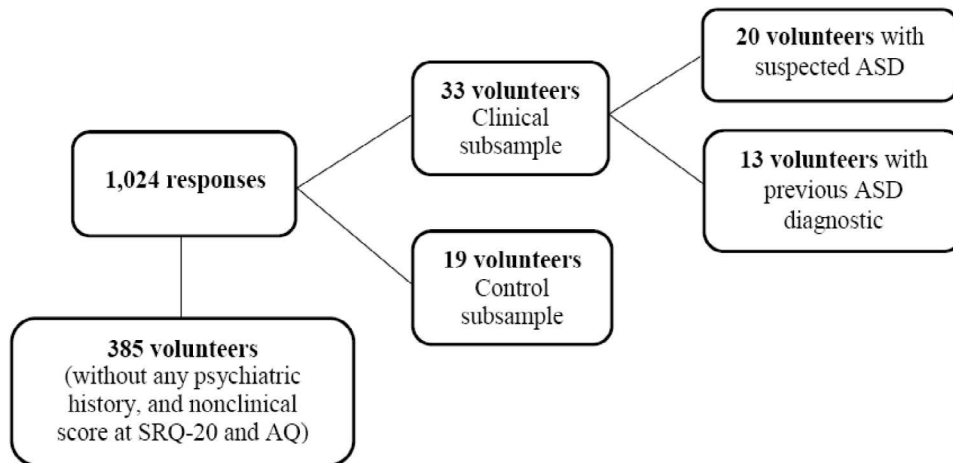 1,024 responses
33 volunteers
Clinical
subsample
20 volunteers with
suspected ASD
13 volunteers with
previous ASD
diagnostic
19 volunteers
Control
subsample
385 volunteers
(without any psychiatric
history, and nonclinical
score at SRQ-20 and AQ)